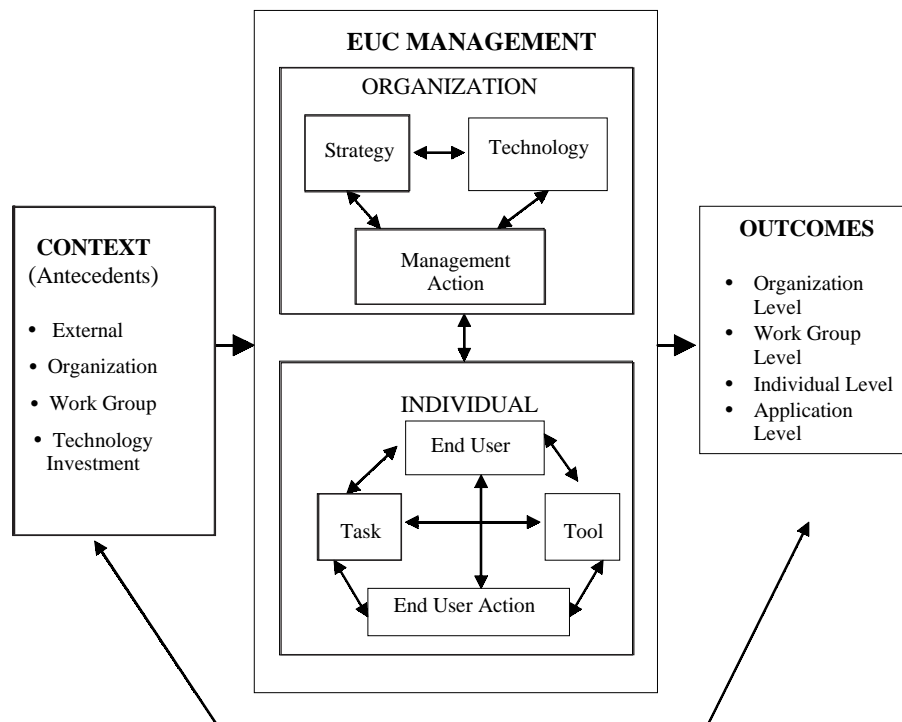 EUC MANAGEMENT
ORGANIZATION
Strategy
Technology
Management
Action
CONTEXT
(Antecedents)
• External
• Organization
• Work Group
• Technology
Investment
INDIVIDUAL
End User
Task
Tool
End User Action
OUTCOMES
• Organization
Level
• Work Group
Level
• Individual Level
• Application
Level